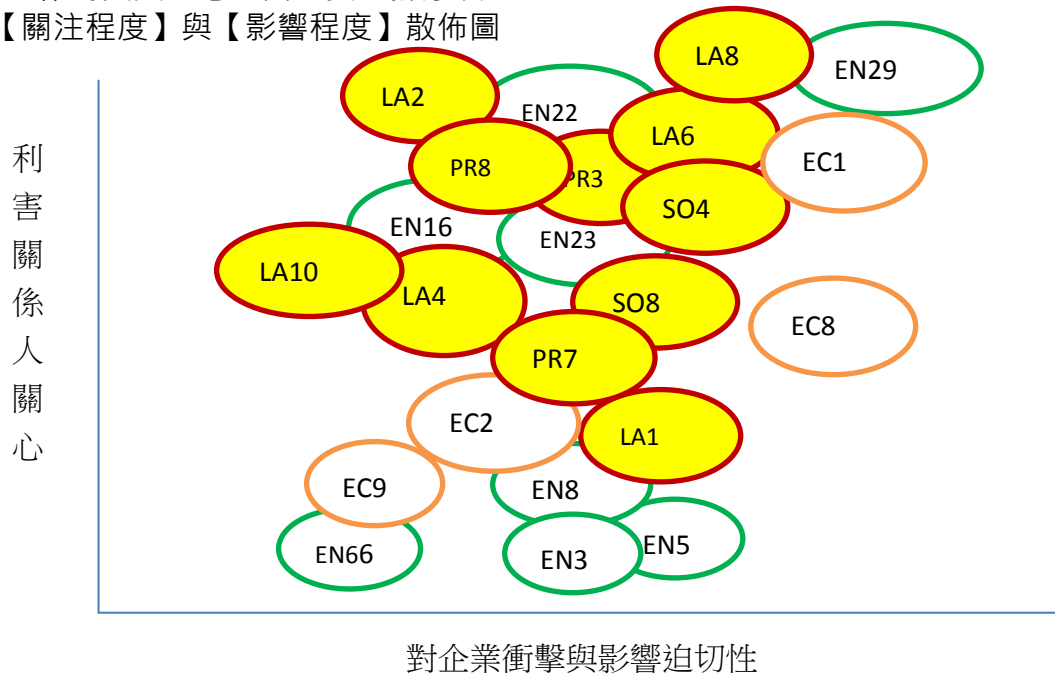 【關注程度】與【影響程度】散佈圖
LA8
EN29
LA2
EN22
LA6
EC1
PR8
PR3
SO4
EN16
EN23
LA10
LA4
SO8
EC8
PR7
EC2
LA1
EC9
EN8
EN66
EN3
EN5
利害關係人關心
對企業衝擊與影響迫切性